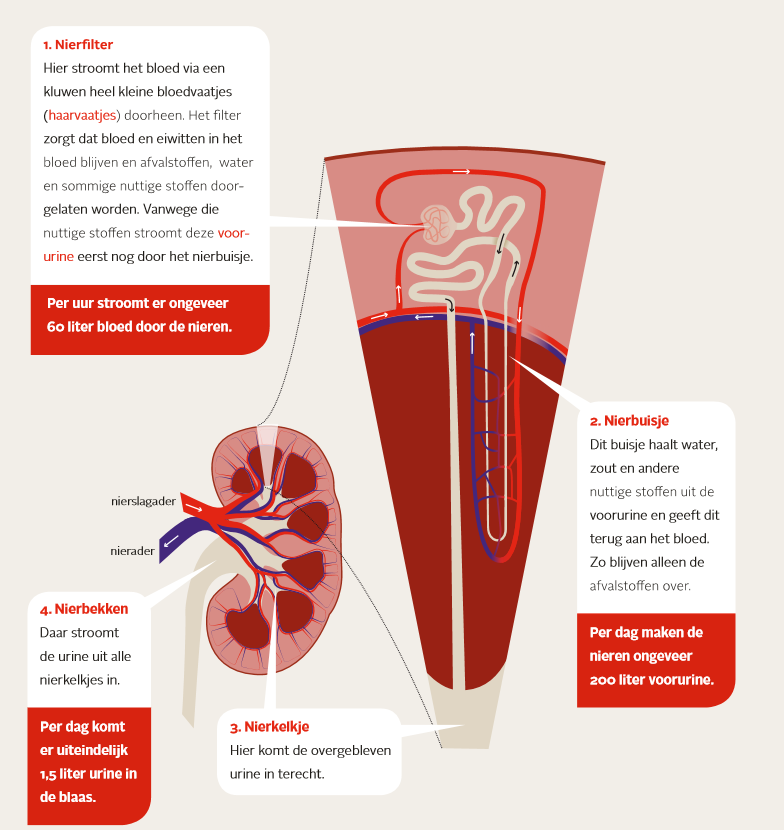 1. Nierfilter
Hier stroomt het bloed via een
kluwen heel kleine bloedvaatjes
(haarvaatjes) doorheen. Het filter
zorgt dat bloed en eiwitten in het
bloed blijven en afvalstoffen, water
en sommige nuttige stoffen door-
gelaten worden. Vanwege die
nuttige stoffen stroomt deze voor-
urine eerst nog door het nierbuisje.
Per uur stroomt er ongeveer
60 liter bloed door de nieren.
2. Nierbuisje
Dit buisje haalt water,
zout en andere
nuttige stoffen uit de
voorurine en geeft dit
terug aan het bloed.
Zo blijven alleen de
afvalstoffen over.
Per dag maken de
nieren ongeveer
200 liter voorurine.
nierslagader
nierader
4. Nierbekken
Daar stroomt
de urine uit alle
nierkelkjes in.
Per dag komt
er uiteindelijk
1,5 liter urine in
de blaas.
3. Nierkelkje
Hier komt de overgebleven
urine in terecht.